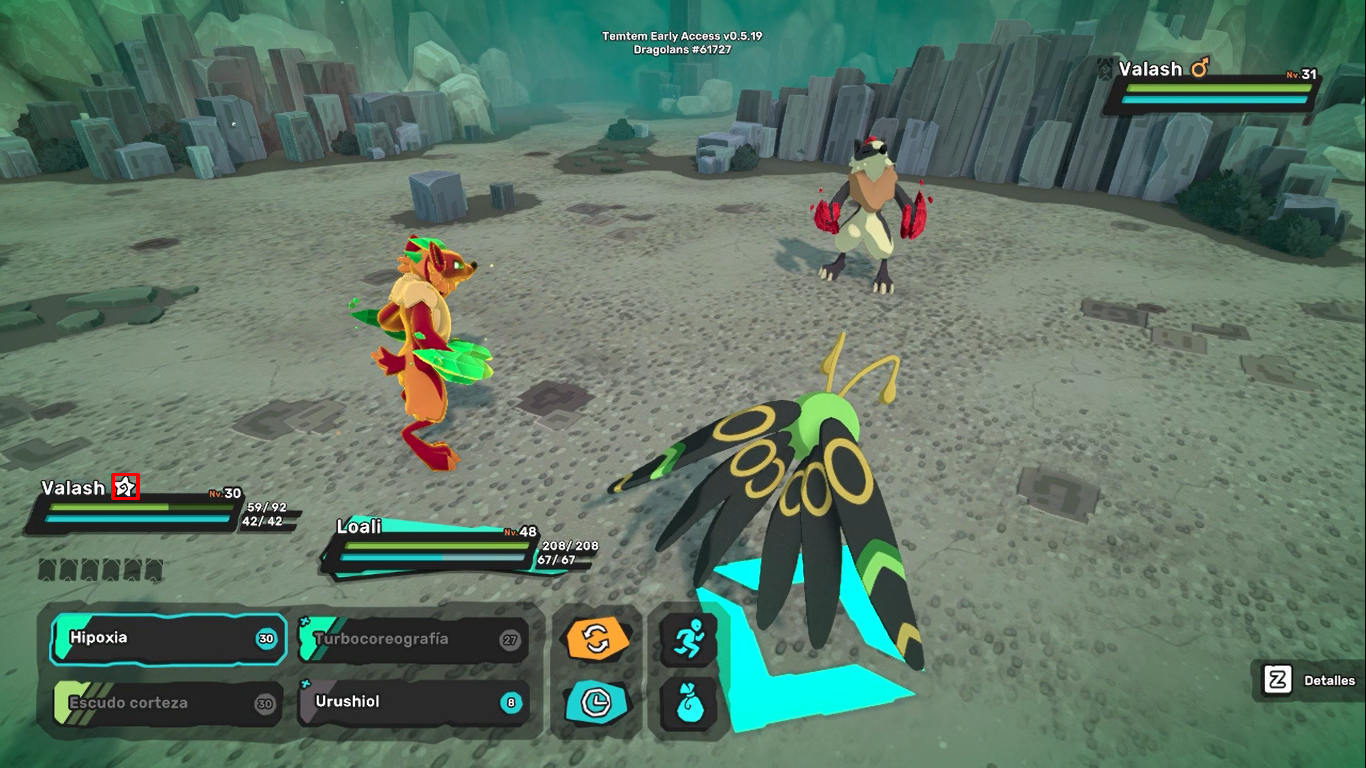 Temtem Early Access v0.5.19
Dragolans #61727
Valash
Nv.31
Valash
Nv.30
59/ 92
42/ 42
Loali
Nv.48
208/ 208
67/ 67
Hipoxia
30
Turbocoreografía
27
Escudo corteza
30
Urushiol
8
Z
Detalles